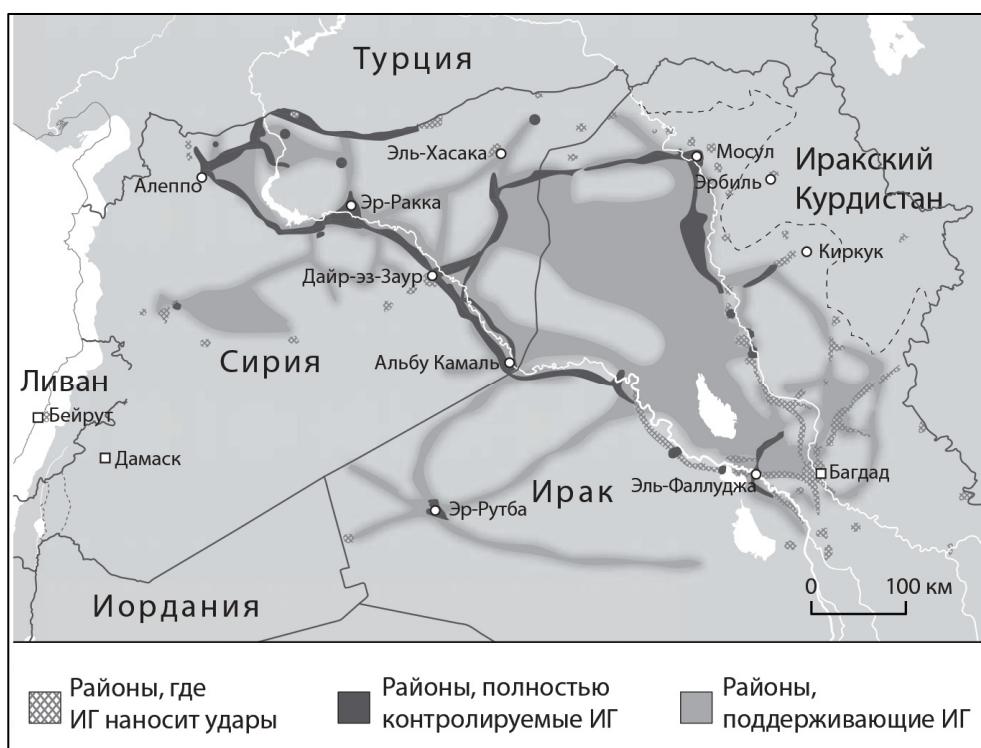 Турция
Эль-Хасака
Мосул
Эрбиль
Иракский
Курдистан
Алеппо
Эр-Ракка
Киркук
Дайр-эз-Заур
Сирия
Альбу Камаль
Ливан
Бейрут
Дамаск
Багдад
Эль-Фаллуджа
Ирак
Эр-Рутба
Иордания
0 100 км
Районы, где
ИГ наносит удары
Районы, полностью
контролируемые ИГ
Районы,
поддерживающие ИГ